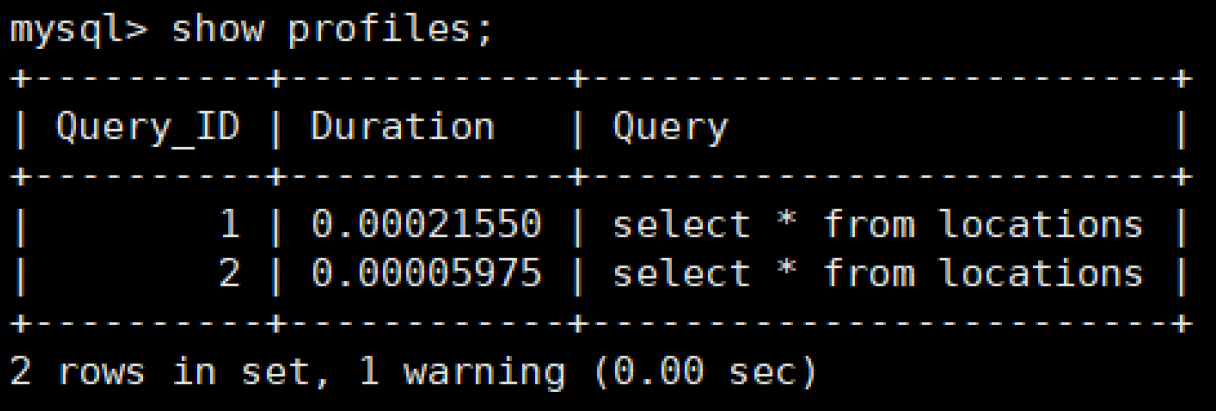 mysql> show profiles;
+----------+------------+-------------------------+
| Query_ID | Duration   | Query                   |
+----------+------------+-------------------------+
|        1 | 0.00021550 | select * from locations |
|        2 | 0.00005975 | select * from locations |
+----------+------------+-------------------------+
2 rows in set, 1 warning (0.00 sec)